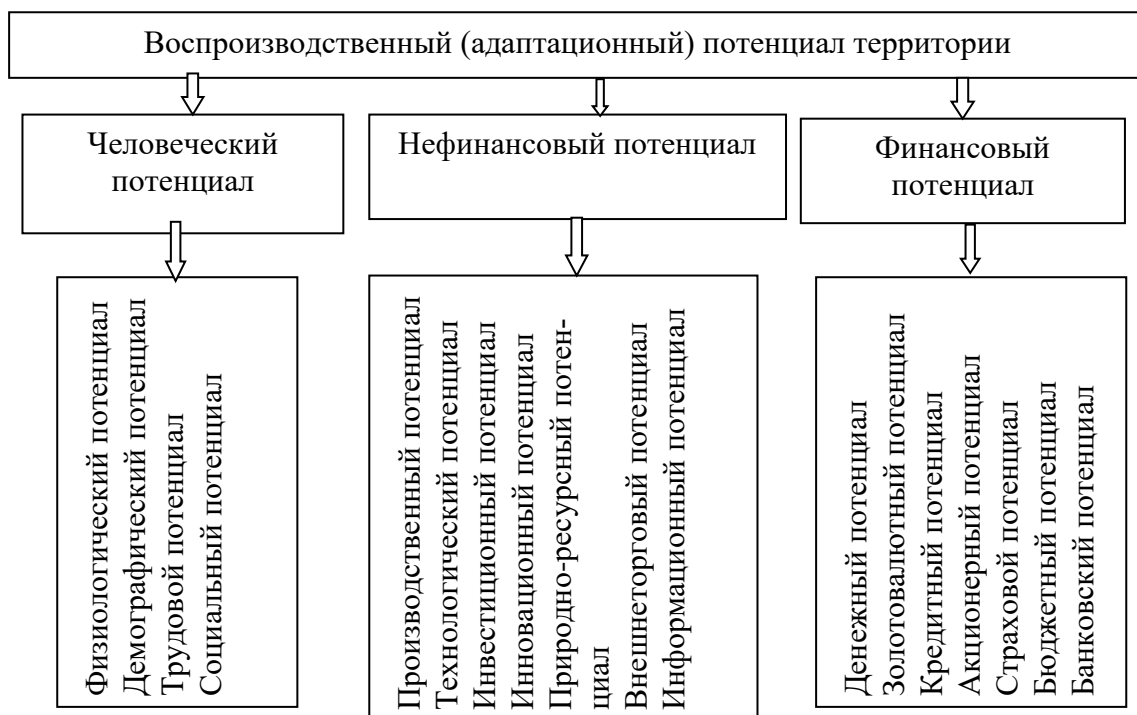 Воспроизводственный (адаптационный) потенциал территории
Человеческий
потенциал
Нефинансовый потенциал
Финансовый
потенциал
Физиологический потенциал
Демографический потенциал
Трудовой потенциал
Социальный потенциал
Производственный потенциал
Технологический потенциал
Инвестиционный потенциал
Инновационный потенциал
Природно-ресурсный потен-
циал
Внешнеторговый потенциал
Информационный потенциал
Денежный потенциал
Золотовалютный потенциал
Кредитный потенциал
Акционерный потенциал
Страховой потенциал
Бюджетный потенциал
Банковский потенциал